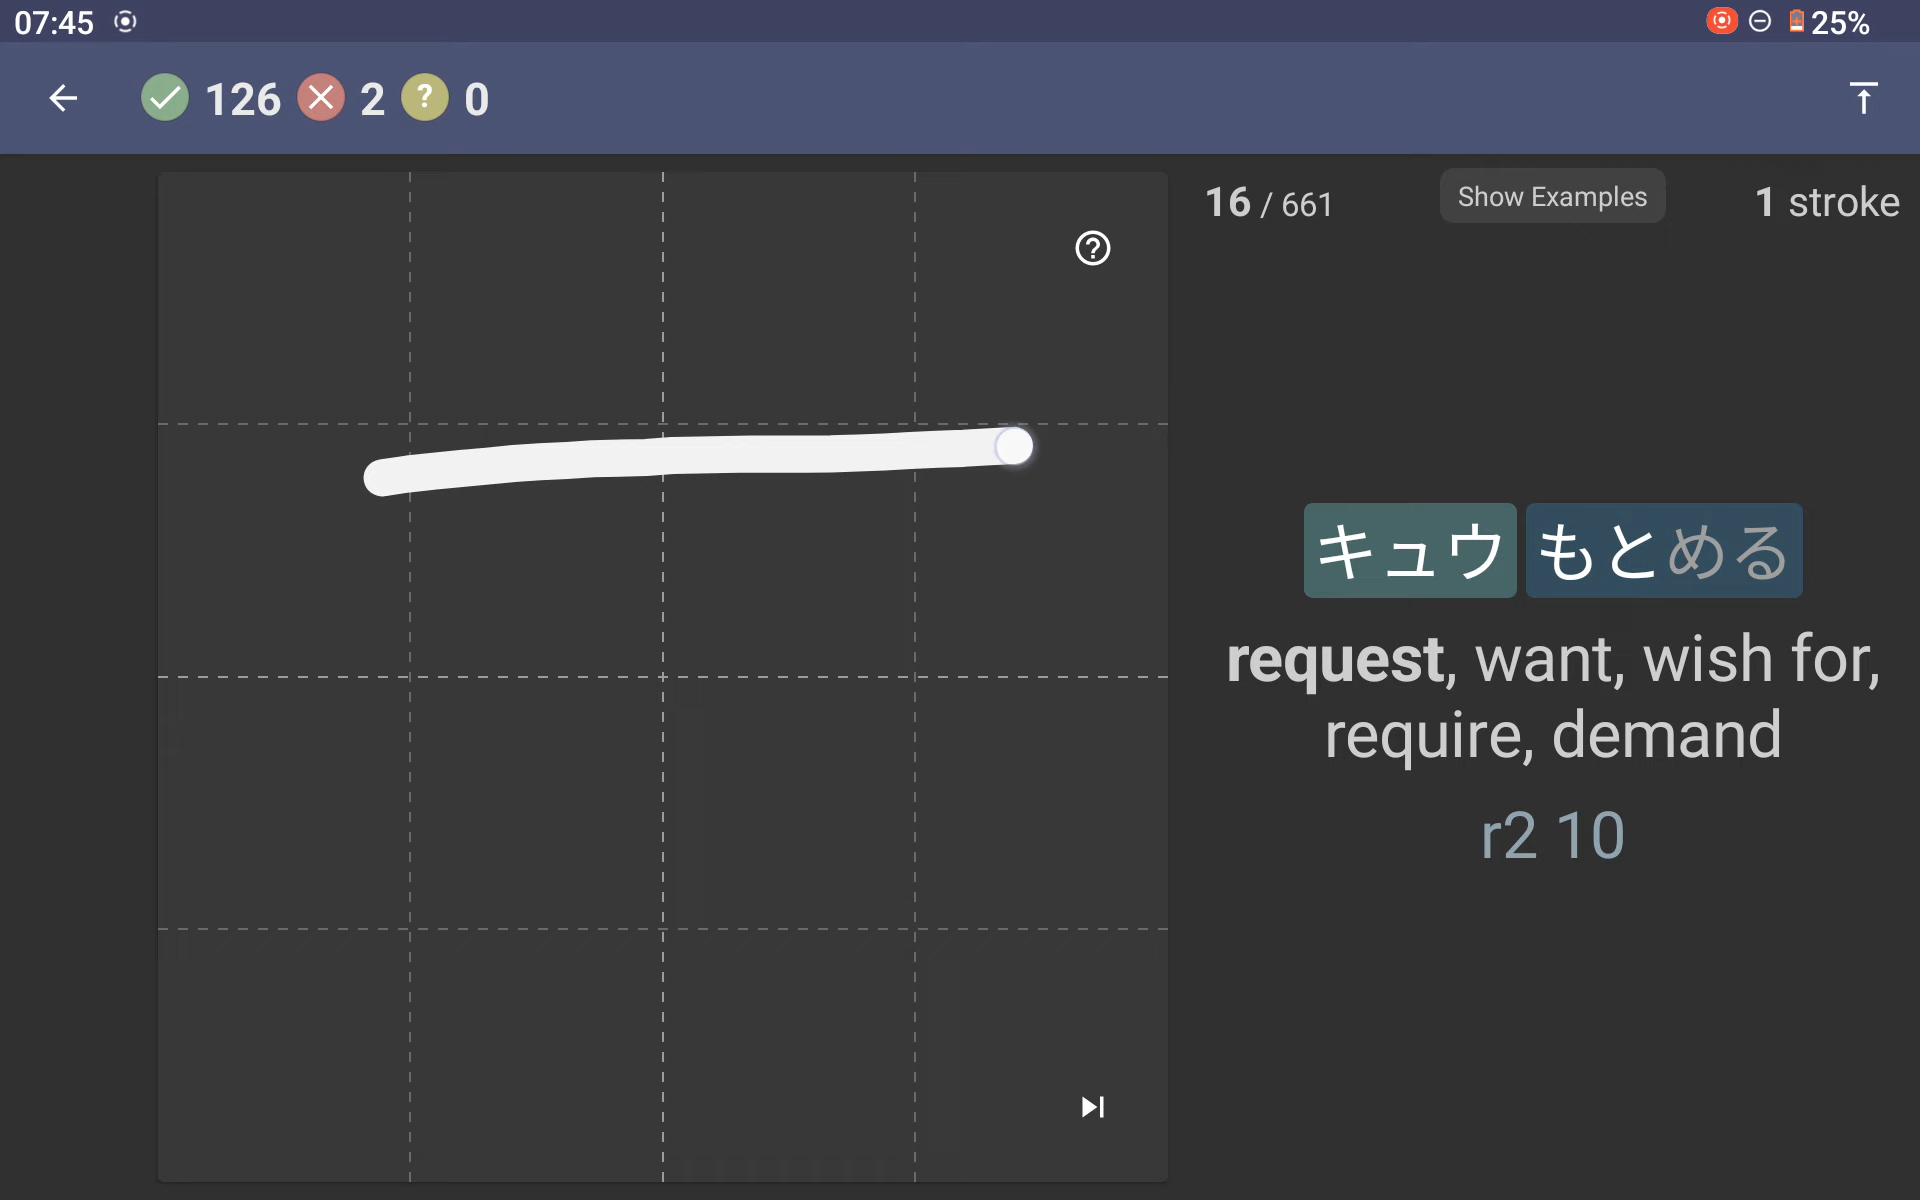 07:45 25%
126 2 ? 0
16 / 661 Show Examples 1 stroke
?
キュウ もとめる
request, want, wish for,
require, demand
r2 10